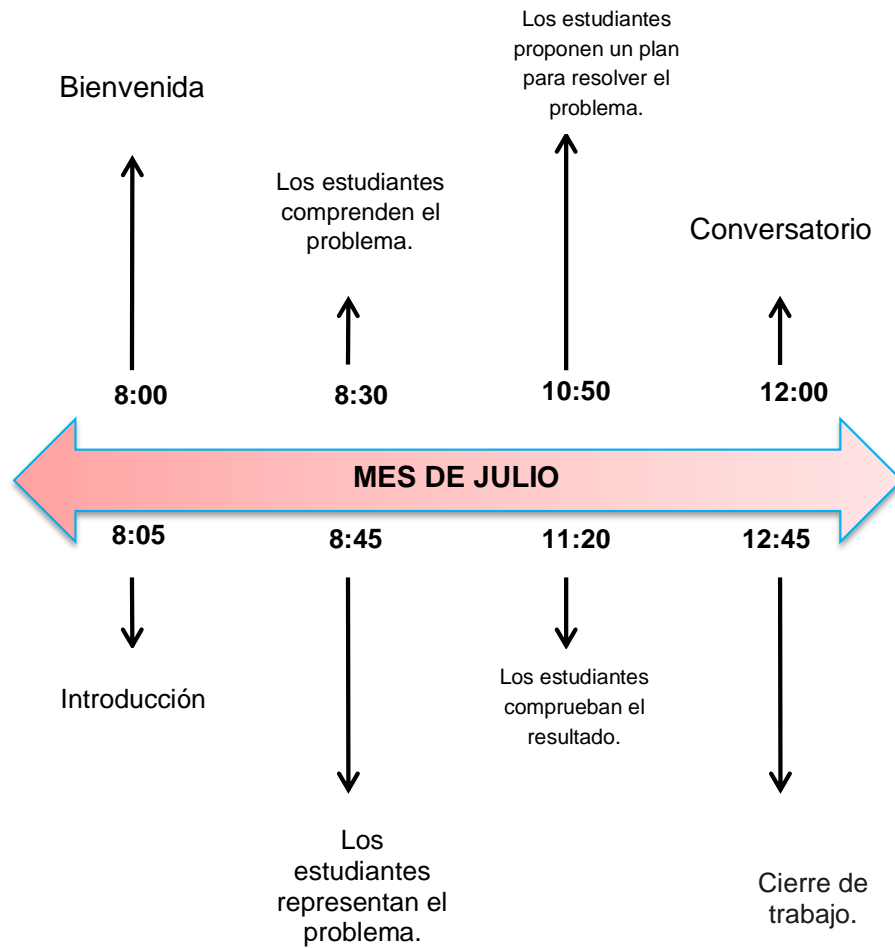 Los estudiantes
proponen un plan
para resolver el
problema.
Bienvenida
Los estudiantes
comprenden el
problema.
Conversatorio
8:00
8:30
10:50
12:00
MES DE JULIO
8:05
8:45
11:20
12:45
Introducción
Los estudiantes
comprueban el
resultado.
Los
estudiantes
representan el
problema.
Cierre de
trabajo.